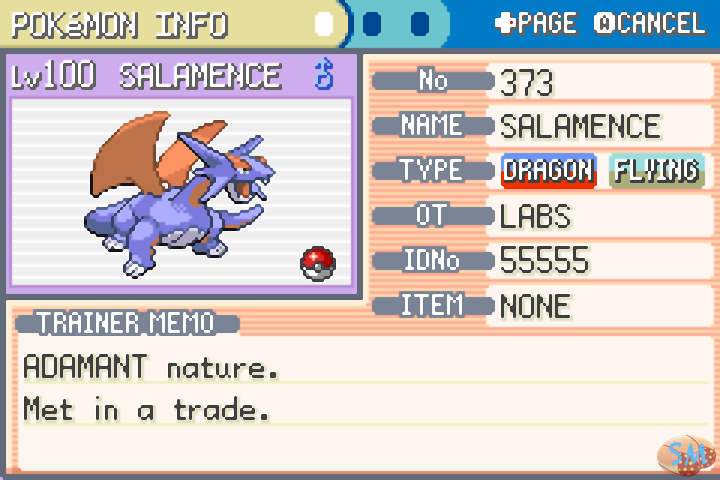 POKéMON INFO
PAGE CANCEL
Lv100 SALAMENCE ♂
No 373
NAME SALAMENCE
TYPE DRAGON FLYING
OT LABS
IDNo 55555
ITEM NONE
TRAINER MEMO
ADAMANT nature.
Met in a trade.
SM